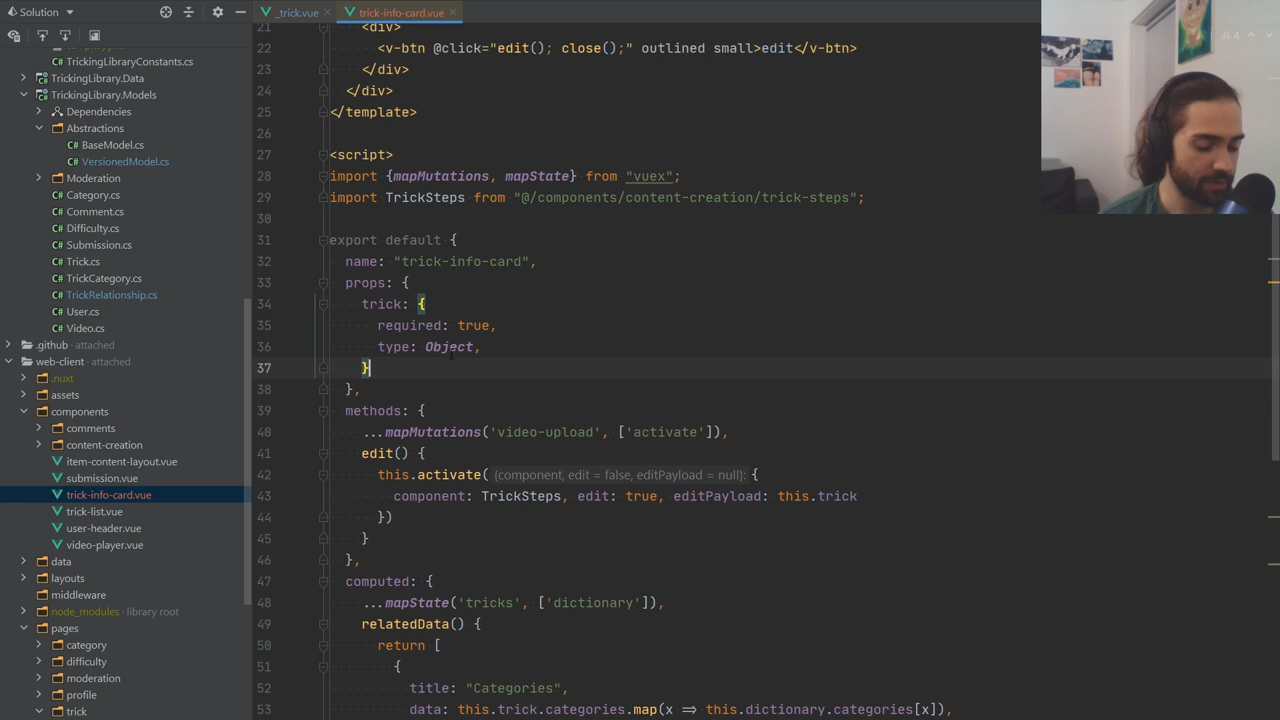 Solution
_trick.vue
trick-info-card.vue
TrickingLibraryConstants.cs
TrickingLibrary.Data
TrickingLibrary.Models
Dependencies
Abstractions
BaseModel.cs
VersionedModel.cs
Moderation
Category.cs
Comment.cs
Difficulty.cs
Submission.cs
Trick.cs
TrickCategory.cs
TrickRelationship.cs
User.cs
Video.cs
.github attached
web-client attached
.nuxt
assets
components
comments
content-creation
item-content-layout.vue
submission.vue
trick-info-card.vue
trick-list.vue
user-header.vue
video-player.vue
data
layouts
middleware
node_modules library root
pages
category
difficulty
moderation
profile
trick
21 <div>
22 <v-btn @click="edit(); close();" outlined small>edit</v-btn>
23 </div>
24 </div>
25 </template>
26
27 <script>
28 import {mapMutations, mapState} from "vuex";
29 import TrickSteps from "@/components/content-creation/trick-steps";
30
31 export default {
32 name: "trick-info-card",
33 props: {
34 trick: {
35 required: true,
36 type: Object,
37 }
38 },
39 methods: {
40 ...mapMutations('video-upload', ['activate']),
41 edit() {
42 this.activate( (component, edit = false, editPayload = null): {
43 component: TrickSteps, edit: true, editPayload: this.trick
44 })
45 }
46 },
47 computed: {
48 ...mapState('tricks', ['dictionary']),
49 relatedData() {
50 return [
51 {
52 title: "Categories",
53 data: this.trick.categories.map(x => this.dictionary.categories[x]),